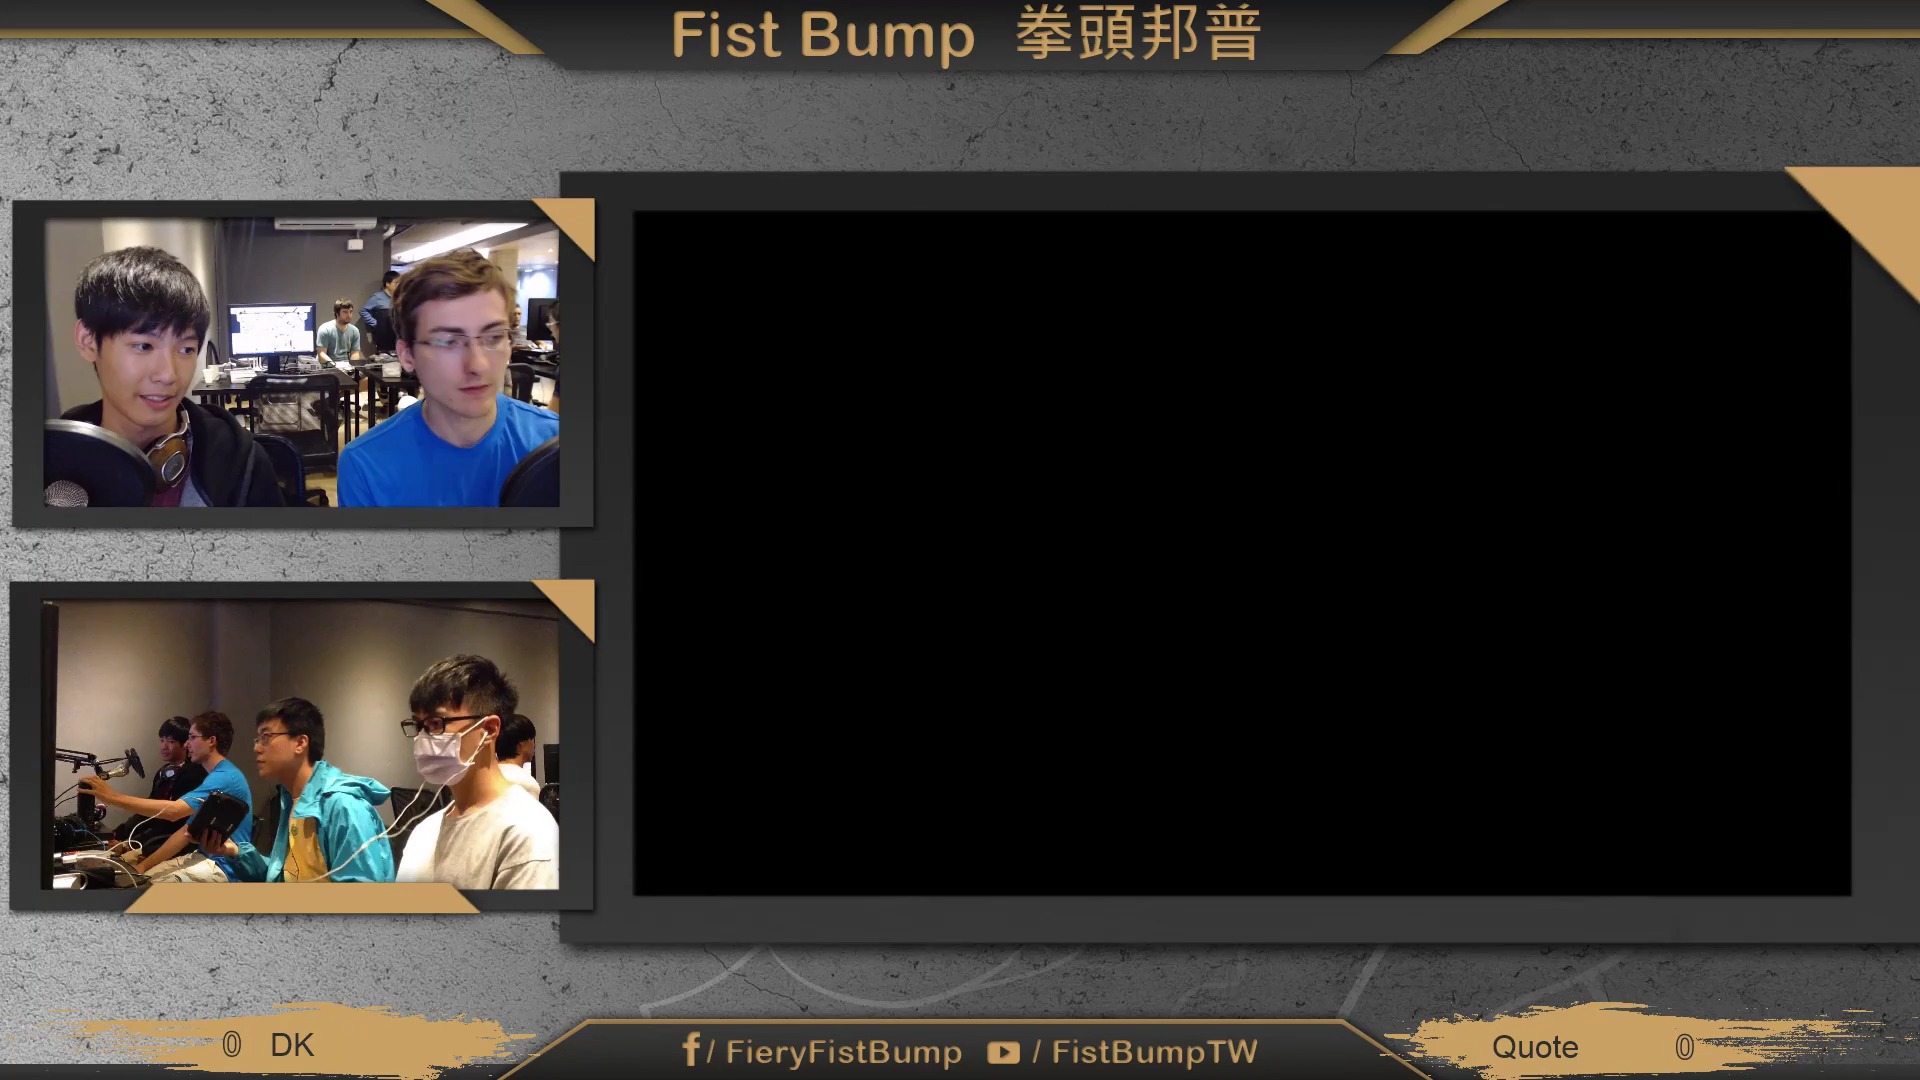 Fist Bump 拳頭邦普
0 DK
f / FieryFistBump / FistBumpTW
Quote 0